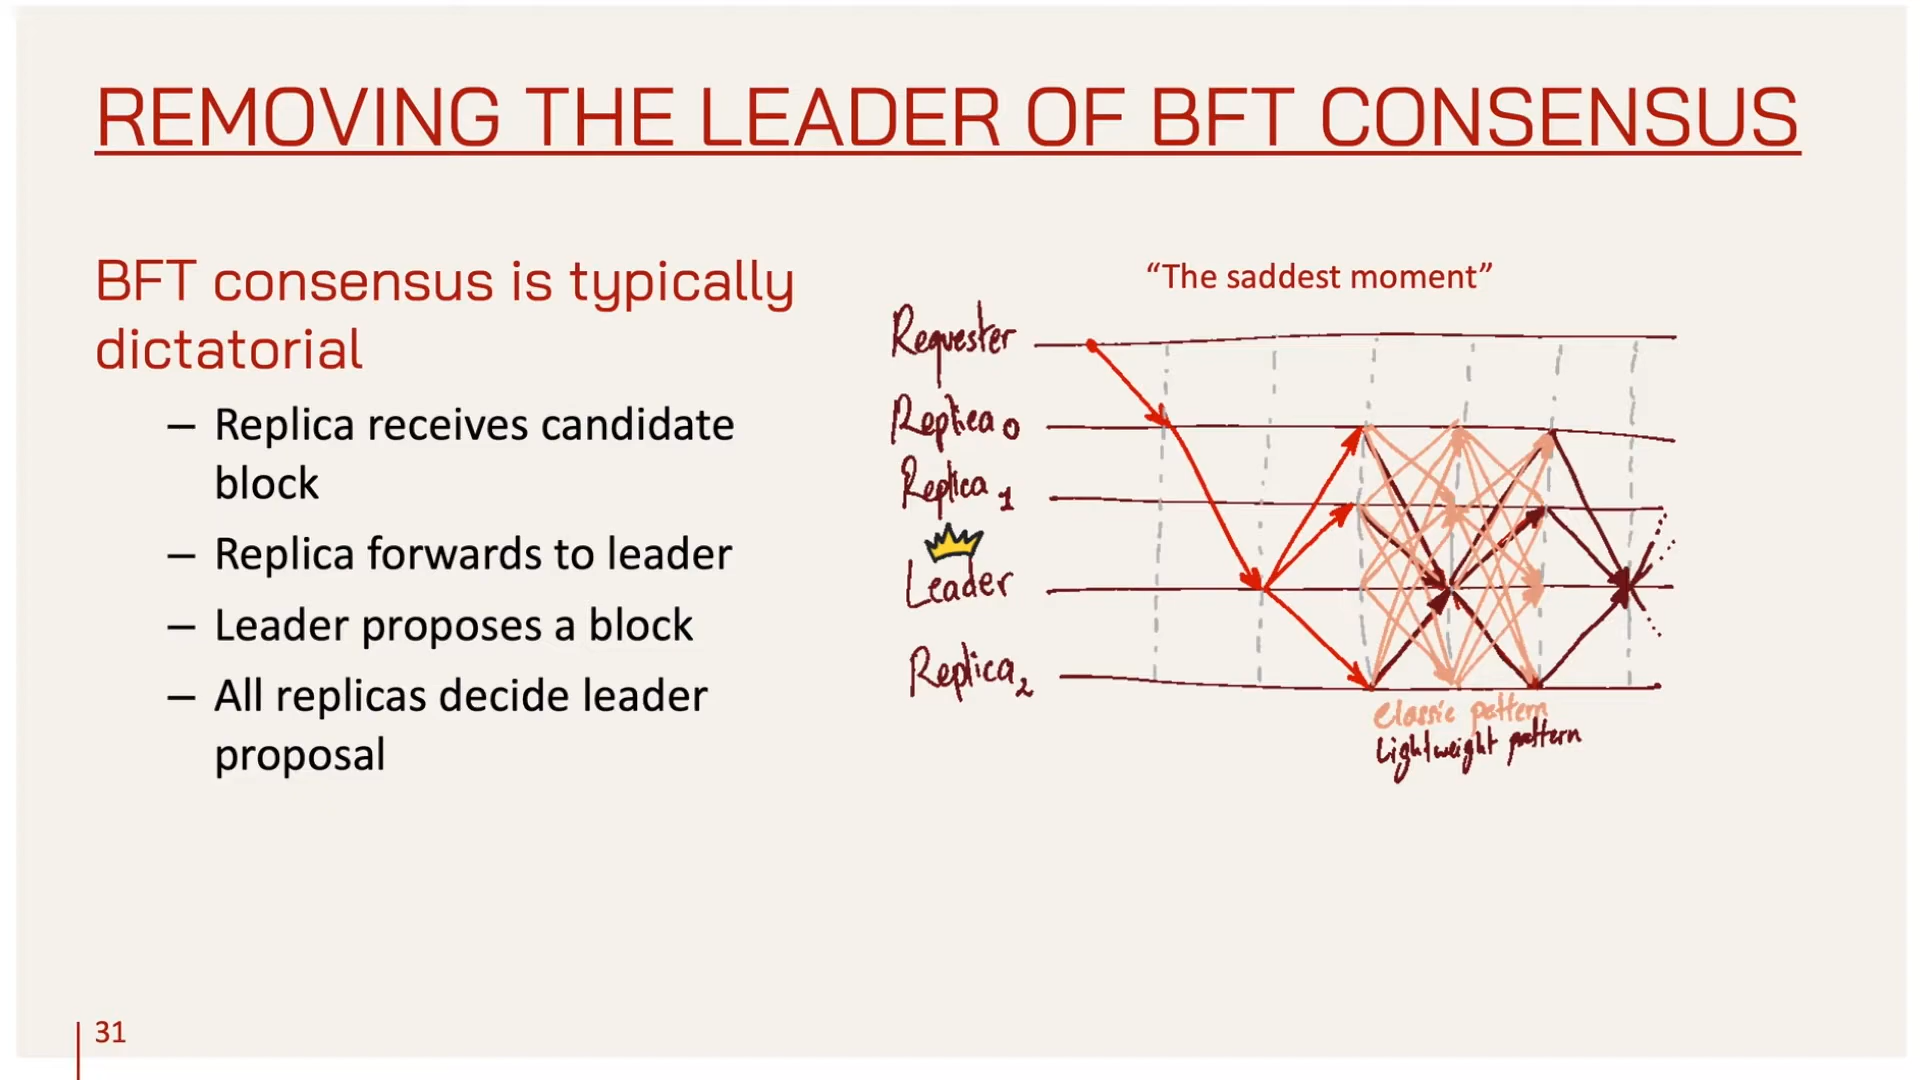 REMOVING THE LEADER OF BFT CONSENSUS
BFT consensus is typically
dictatorial
– Replica receives candidate
block
– Replica forwards to leader
– Leader proposes a block
– All replicas decide leader
proposal
“The saddest moment”
Requester
Replica 0
Replica 1
Leader
Replica 2
Classic pattern
Lightweight pattern
31